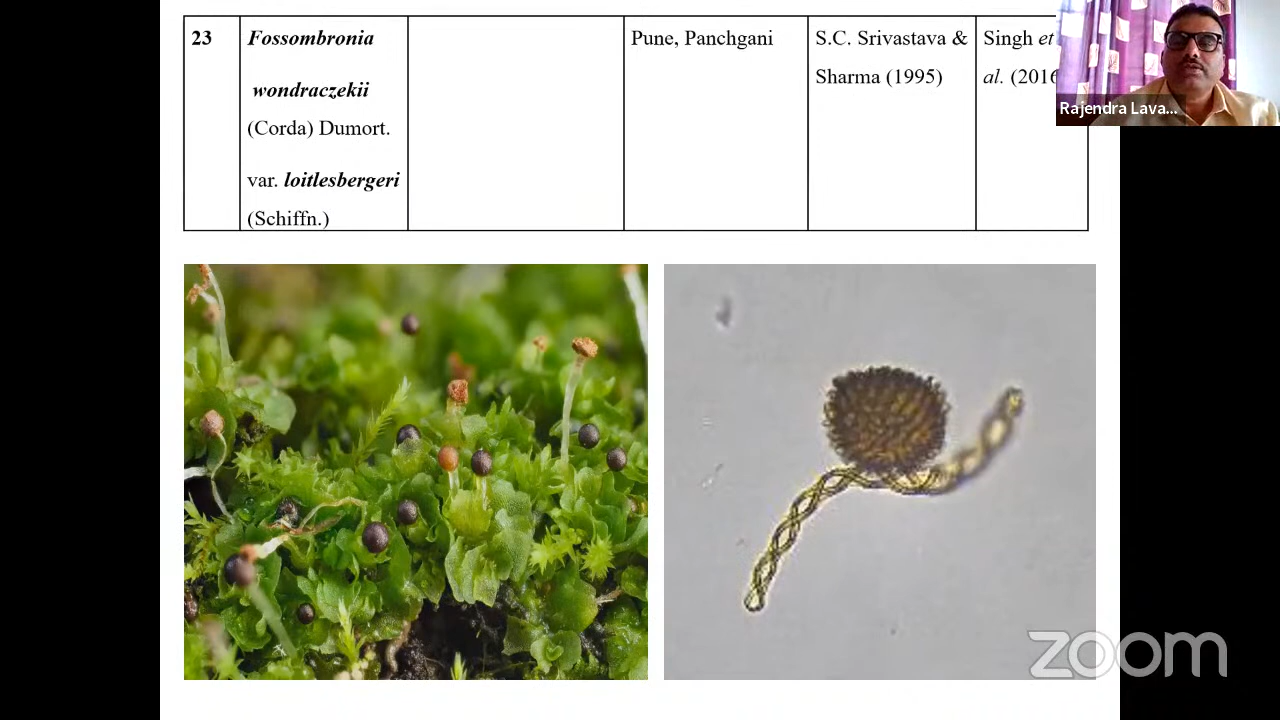 23
Fossombronia
wondraczekii
(Corda) Dumort.
var. loitlesbergeri
(Schiffn.)
Pune, Panchgani
S.C. Srivastava &
Sharma (1995)
Singh et
al. (2016
Rajendra Lava...
zoom